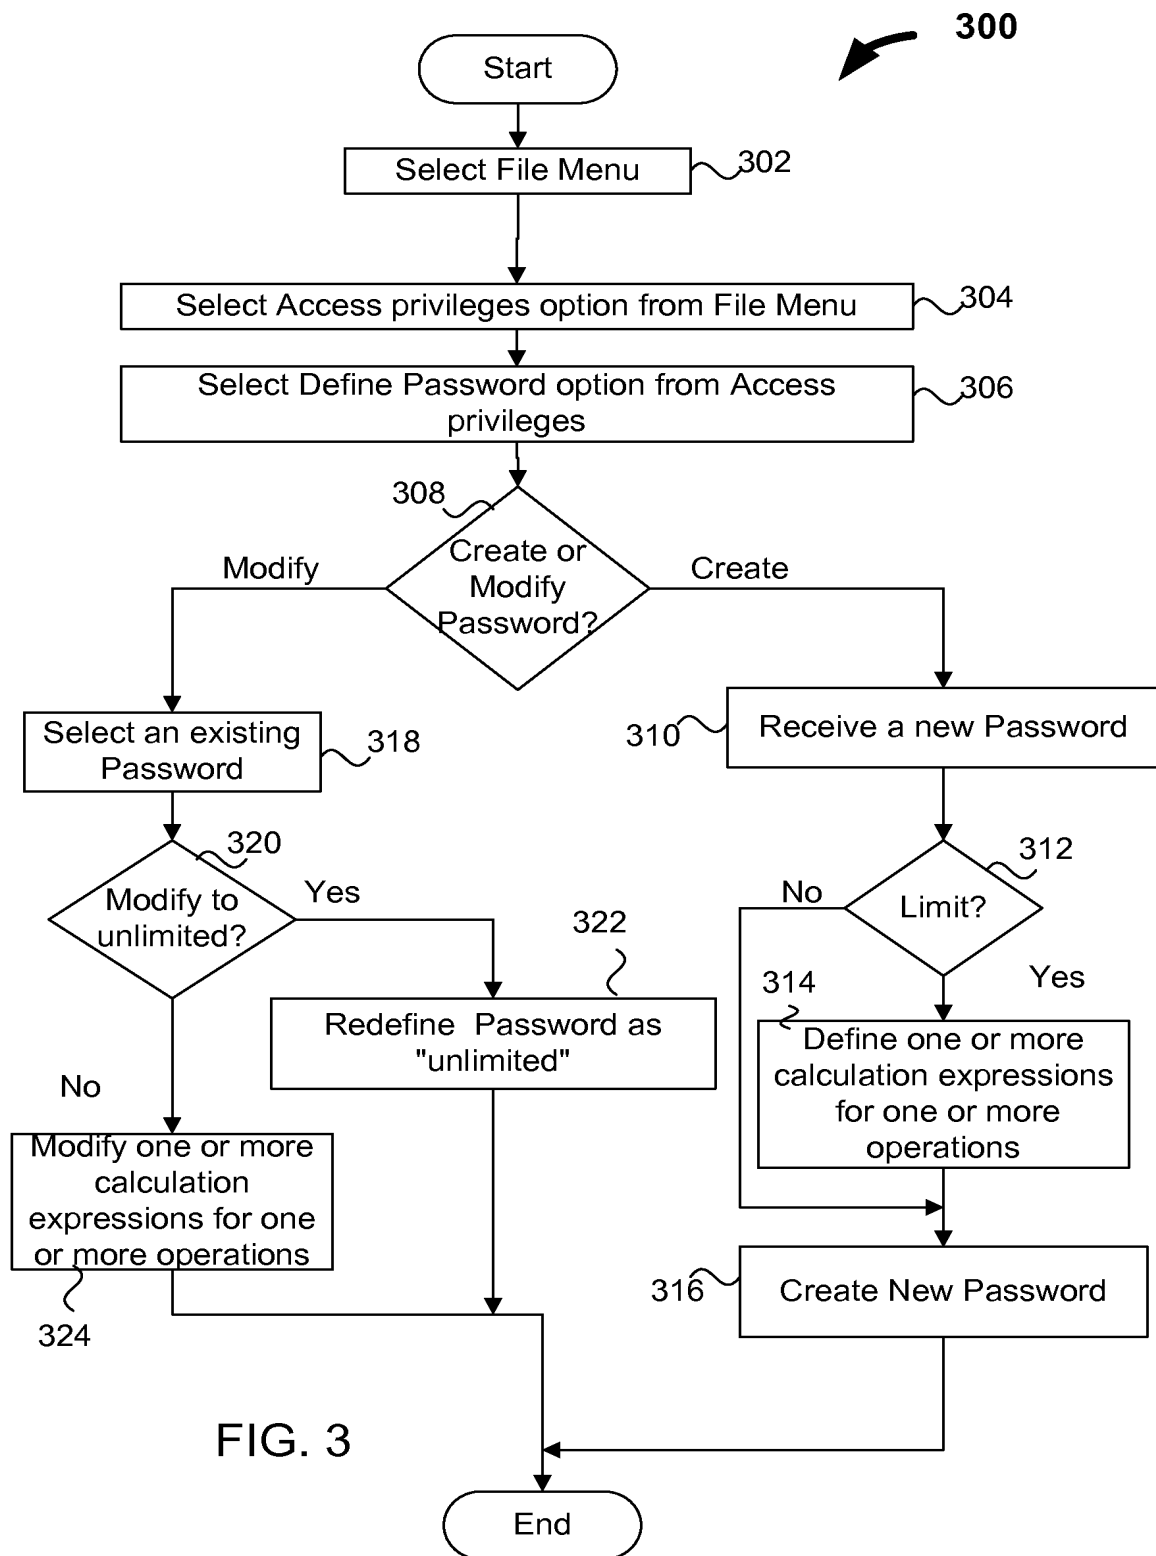 300
Start
Select File Menu
302
Select Access privileges option from File Menu
304
Select Define Password option from Access
privileges
306
308
Create or
Modify
Password?
Modify
Create
Select an existing
Password
318
310
Receive a new Password
320
Modify to
unlimited?
Yes
312
Limit?
No
Yes
322
Redefine  Password as
"unlimited"
314
Define one or more
calculation expressions
for one or more
operations
No
Modify one or more
calculation
expressions for one
or more operations
324
316
Create New Password
FIG. 3
End